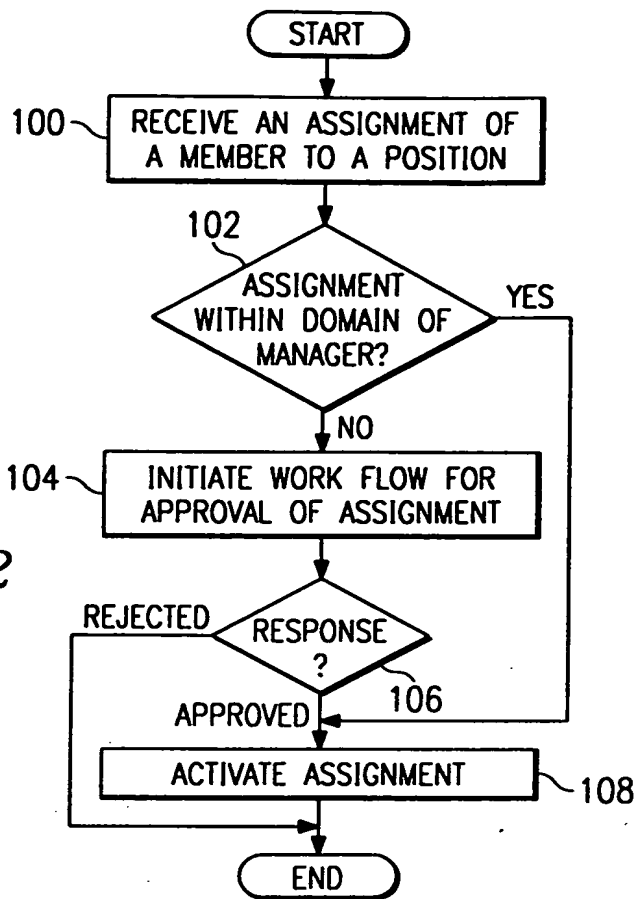 START
100
RECEIVE AN ASSIGNMENT OF
A MEMBER TO A POSITION
102
ASSIGNMENT
WITHIN DOMAIN OF
MANAGER?
YES
NO
104
INITIATE WORK FLOW FOR
APPROVAL OF ASSIGNMENT
2
REJECTED
RESPONSE
?
106
APPROVED
ACTIVATE ASSIGNMENT
108
END